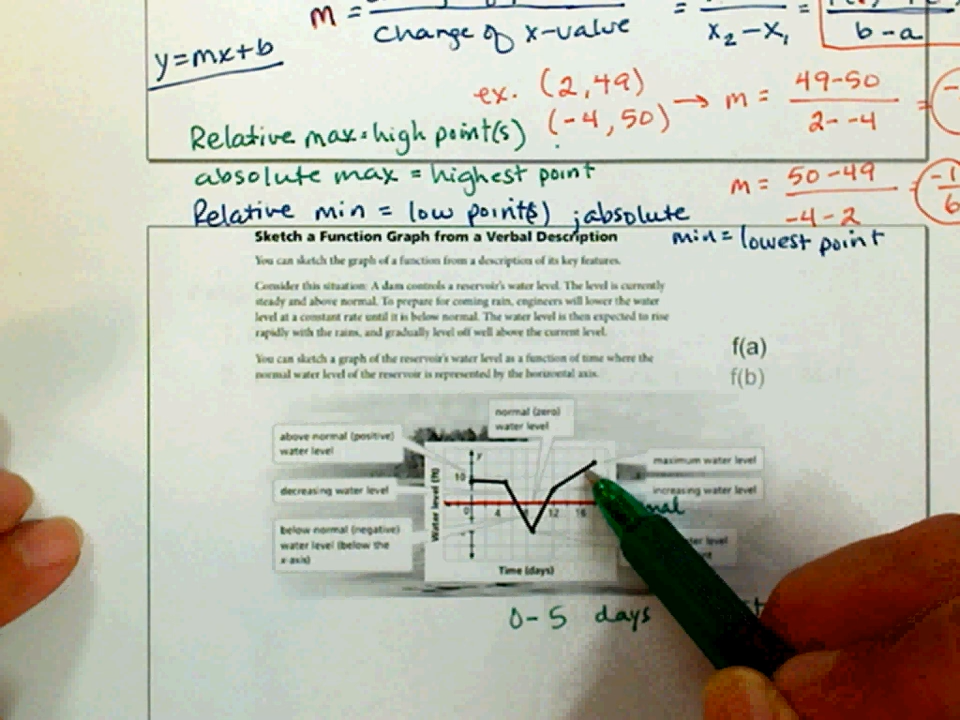 m =
Change of x-value
=
x₂-x₁
=
b-a
y=mx+b
ex. (2,49)
(-4,50)
→ m = 49-50
2--4
=
Relative max=high point(s)
absolute max = highest point
m = 50-49
-4-2
= -1
6
Relative min = low point(s) ; absolute
min = lowest point
Sketch a Function Graph from a Verbal Description
You can sketch the graph of a function from a description of its key features.
Consider this situation: A dam controls a reservoir's water level. The level is currently
steady and above normal. To prepare for coming rain, engineers will lower the water
level at a constant rate until it is below normal. The water level is then expected to rise
rapidly with the rains, and gradually level off well above the current level.
You can sketch a graph of the reservoir's water level as a function of time where the
normal water level of the reservoir is represented by the horizontal axis.
f(a)
f(b)
normal (zero)
water level
above normal (positive)
water level
decreasing water level
below normal (negative)
water level (below the
x-axis)
maximum water level
increasing water level
Water level (ft)
y
10
0
4
12
16
Time (days)
0-5 days